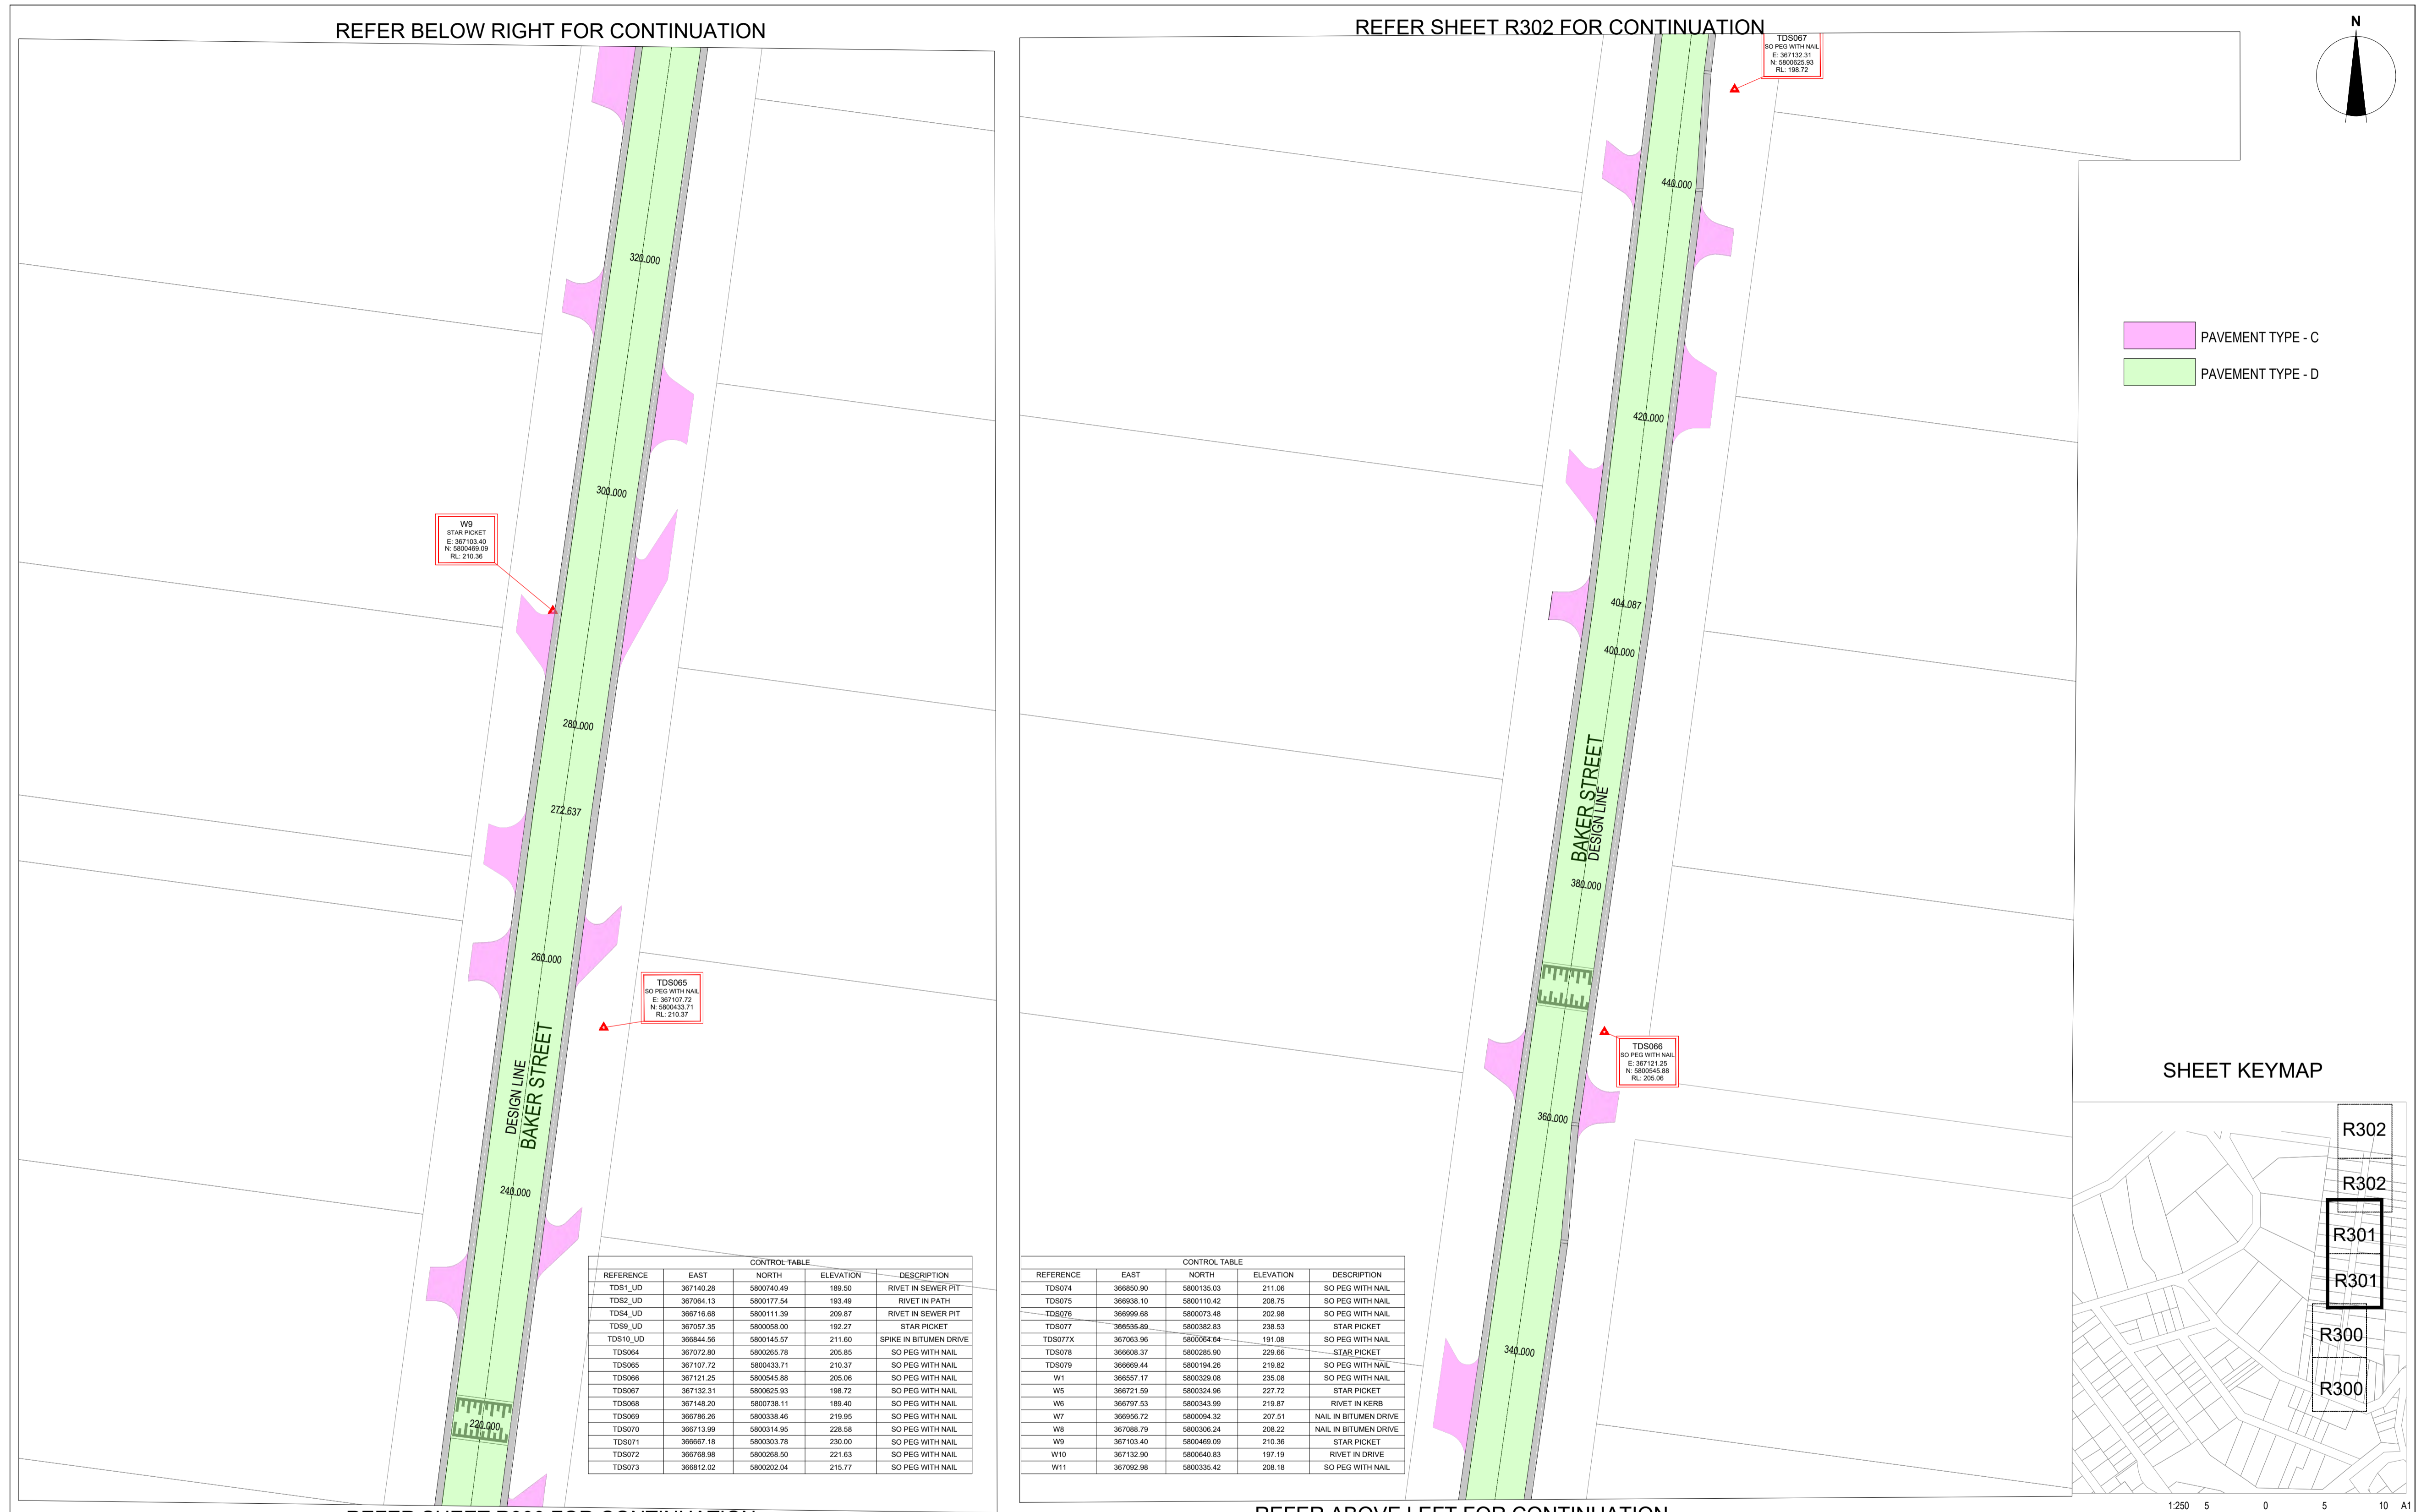 REFER BELOW RIGHT FOR CONTINUATION
320.000
300.000
W9
STAR PICKET
E: 367103.40
N: 5800469.09
RL: 210.36
280.000
272.637
260.000
TDS065
SO PEG WITH NAIL
E: 367107.72
N: 5800433.71
RL: 210.37
DESIGN LINE
BAKER STREET
240.000
220.000
CONTROL TABLE
REFERENCE EAST NORTH ELEVATION DESCRIPTION
TDS1_UD 367140.28 5800740.49 189.50 RIVET IN SEWER PIT
TDS2_UD 367064.13 5800177.54 193.49 RIVET IN PATH
TDS4_UD 366716.68 5800111.39 209.87 RIVET IN SEWER PIT
TDS9_UD 367057.35 5800058.00 192.27 STAR PICKET
TDS10_UD 366844.56 5800145.57 211.60 SPIKE IN BITUMEN DRIVE
TDS064 367072.80 5800265.78 205.85 SO PEG WITH NAIL
TDS065 367107.72 5800433.71 210.37 SO PEG WITH NAIL
TDS066 367121.25 5800545.88 205.06 SO PEG WITH NAIL
TDS067 367132.31 5800625.93 198.72 SO PEG WITH NAIL
TDS068 367148.20 5800738.11 189.40 SO PEG WITH NAIL
TDS069 366786.26 5800338.46 219.95 SO PEG WITH NAIL
TDS070 366713.99 5800314.95 228.58 SO PEG WITH NAIL
TDS071 366667.18 5800303.78 230.00 SO PEG WITH NAIL
TDS072 366768.98 5800268.50 221.63 SO PEG WITH NAIL
TDS073 366812.02 5800202.04 215.77 SO PEG WITH NAIL
REFER SHEET R300 FOR CONTINUATION
REFER SHEET R302 FOR CONTINUATION
TDS067
SO PEG WITH NAIL
E: 367132.31
N: 5800625.93
RL: 198.72
440.000
420.000
404.087
400.000
BAKER STREET
DESIGN LINE
380.000
TDS066
SO PEG WITH NAIL
E: 367121.25
N: 5800545.88
RL: 205.06
360.000
340.000
CONTROL TABLE
REFERENCE EAST NORTH ELEVATION DESCRIPTION
TDS074 366850.90 5800135.03 211.06 SO PEG WITH NAIL
TDS075 366938.10 5800110.42 208.75 SO PEG WITH NAIL
TDS076 366999.68 5800073.48 202.98 SO PEG WITH NAIL
TDS077 366535.89 5800382.83 238.53 STAR PICKET
TDS077X 367063.96 5800064.64 191.08 SO PEG WITH NAIL
TDS078 366608.37 5800285.90 229.66 STAR PICKET
TDS079 366669.44 5800194.26 219.82 SO PEG WITH NAIL
W1 366557.17 5800329.08 235.08 SO PEG WITH NAIL
W5 366721.59 5800324.96 227.72 STAR PICKET
W6 366797.53 5800343.99 219.87 RIVET IN KERB
W7 366956.72 5800094.32 207.51 NAIL IN BITUMEN DRIVE
W8 367088.79 5800306.24 208.22 NAIL IN BITUMEN DRIVE
W9 367103.40 5800469.09 210.36 STAR PICKET
W10 367132.90 5800640.83 197.19 RIVET IN DRIVE
W11 367092.98 5800335.42 208.18 SO PEG WITH NAIL
REFER ABOVE LEFT FOR CONTINUATION
N
PAVEMENT TYPE - C
PAVEMENT TYPE - D
SHEET KEYMAP
R302
R302
R301
R301
R300
R300
1:250 5 0 5 10 A1